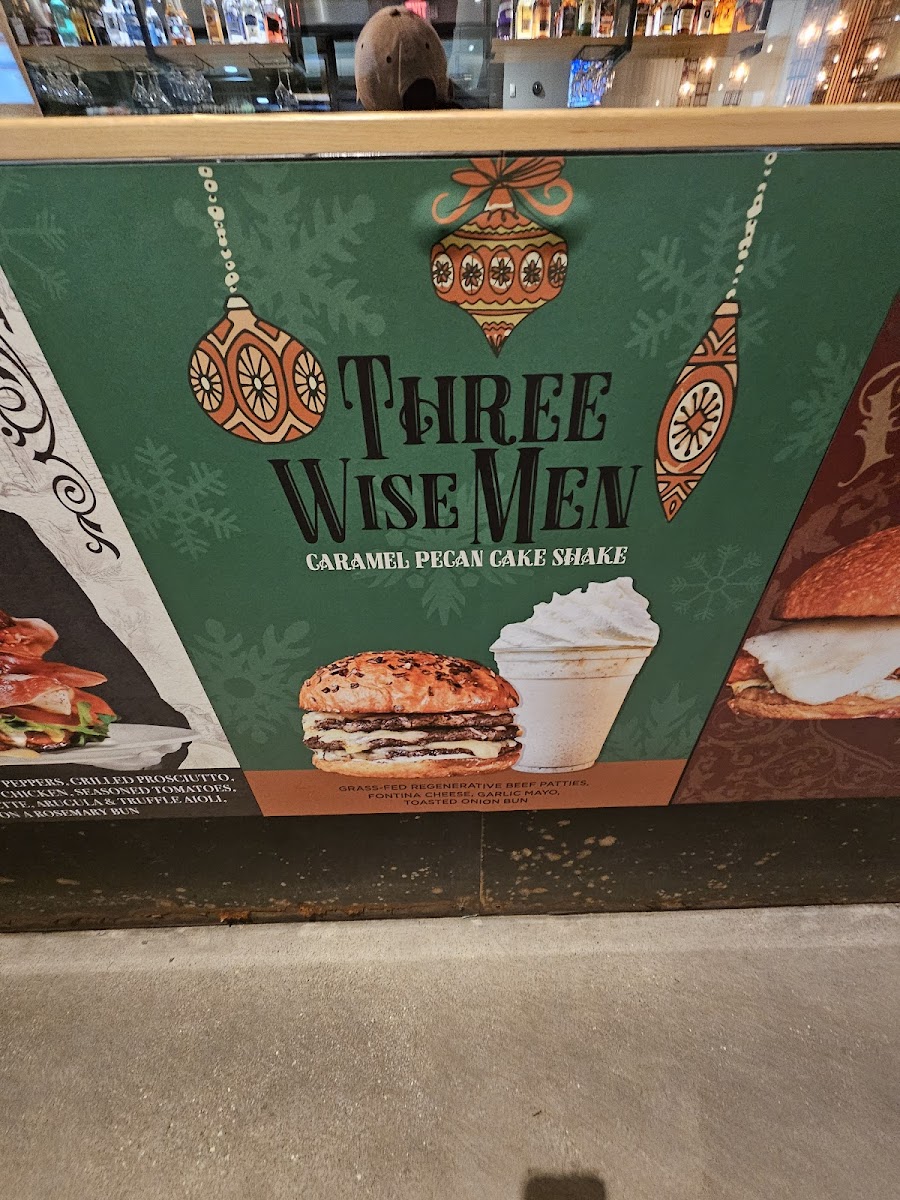 THREE
WISE MEN
CARAMEL PECAN CAKE SHAKE
GRASS-FED REGENERATIVE BEEF PATTIES,
FONTINA CHEESE, GARLIC MAYO,
TOASTED ONION BUN
PEPPERS, GRILLED PROSCIUTTO,
CHICKEN, SEASONED TOMATOES,
ETTE, ARUGULA & TRUFFLE AIOLI,
ON A ROSEMARY BUN